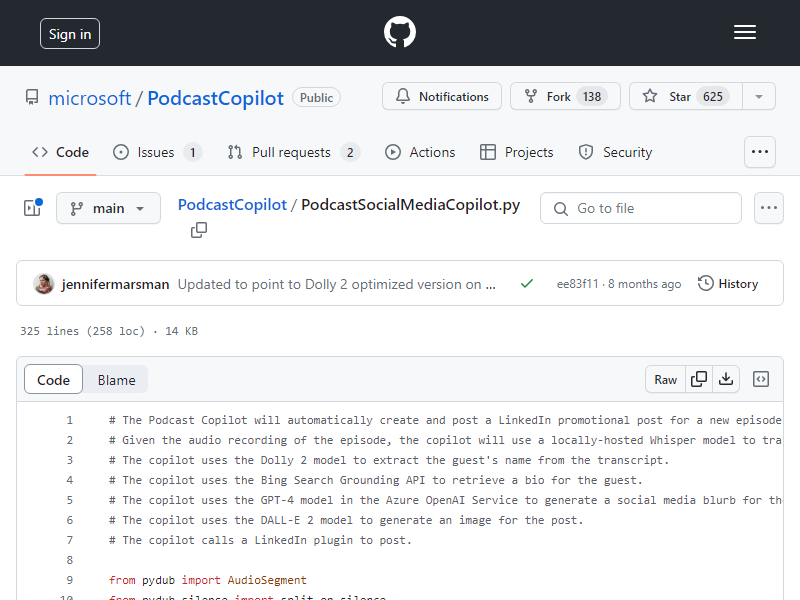 Sign in
microsoft / PodcastCopilot Public
Notifications Fork 138 Star 625
Code Issues 1 Pull requests 2 Actions Projects Security
main PodcastCopilot / PodcastSocialMediaCopilot.py Go to file
jennifermarsman Updated to point to Dolly 2 optimized version on ... ee83f11 · 8 months ago History
325 lines (258 loc) · 14 KB
Code Blame Raw
1 # The Podcast Copilot will automatically create and post a LinkedIn promotional post for a new episode
2 # Given the audio recording of the episode, the copilot will use a locally-hosted Whisper model to tra
3 # The copilot uses the Dolly 2 model to extract the guest's name from the transcript.
4 # The copilot uses the Bing Search Grounding API to retrieve a bio for the guest.
5 # The copilot uses the GPT-4 model in the Azure OpenAI Service to generate a social media blurb for th
6 # The copilot uses the DALL-E 2 model to generate an image for the post.
7 # The copilot calls a LinkedIn plugin to post.
8
9 from pydub import AudioSegment
10 from pydub.silence import split_on_silence